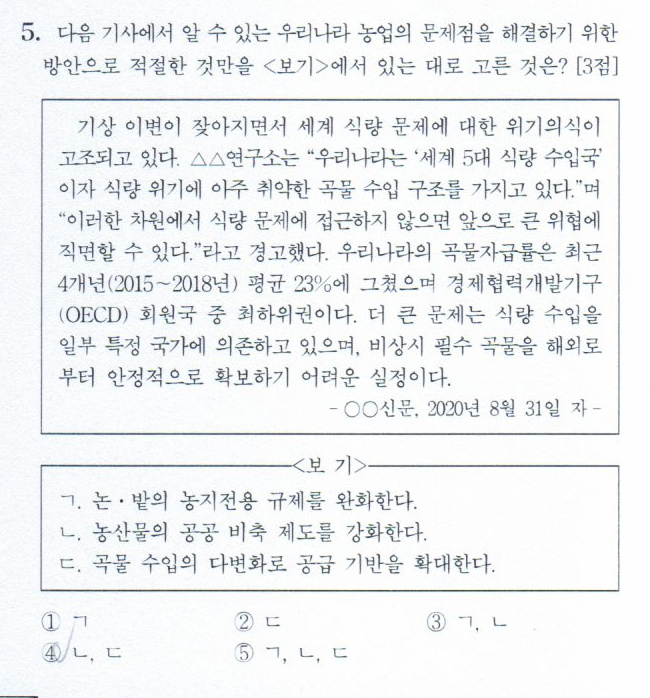 5. 다음 기사에서 알 수 있는 우리나라 농업의 문제점을 해결하기 위한
방안으로 적절한 것만을 <보기>에서 있는 대로 고른 것은? [3점]
기상 이변이 잦아지면서 세계 식량 문제에 대한 위기의식이
고조되고 있다. △△연구소는 “우리나라는 ‘세계 5대 식량 수입국’
이자 식량 위기에 아주 취약한 곡물 수입 구조를 가지고 있다.”며
“이러한 차원에서 식량 문제에 접근하지 않으면 앞으로 큰 위협에
직면할 수 있다.”라고 경고했다. 우리나라의 곡물자급률은 최근
4개년(2015～2018년) 평균 23%에 그쳤으며 경제협력개발기구
(OECD) 회원국 중 최하위권이다. 더 큰 문제는 식량 수입을
일부 특정 국가에 의존하고 있으며, 비상시 필수 곡물을 해외로
부터 안정적으로 확보하기 어려운 실정이다.
- ○○신문, 2020년 8월 31일 자 -
<보 기>
ㄱ. 논·밭의 농지전용 규제를 완화한다.
ㄴ. 농산물의 공공 비축 제도를 강화한다.
ㄷ. 곡물 수입의 다변화로 공급 기반을 확대한다.
① ㄱ ② ㄷ ③ ㄱ, ㄴ
④ ㄴ, ㄷ ⑤ ㄱ, ㄴ, ㄷ